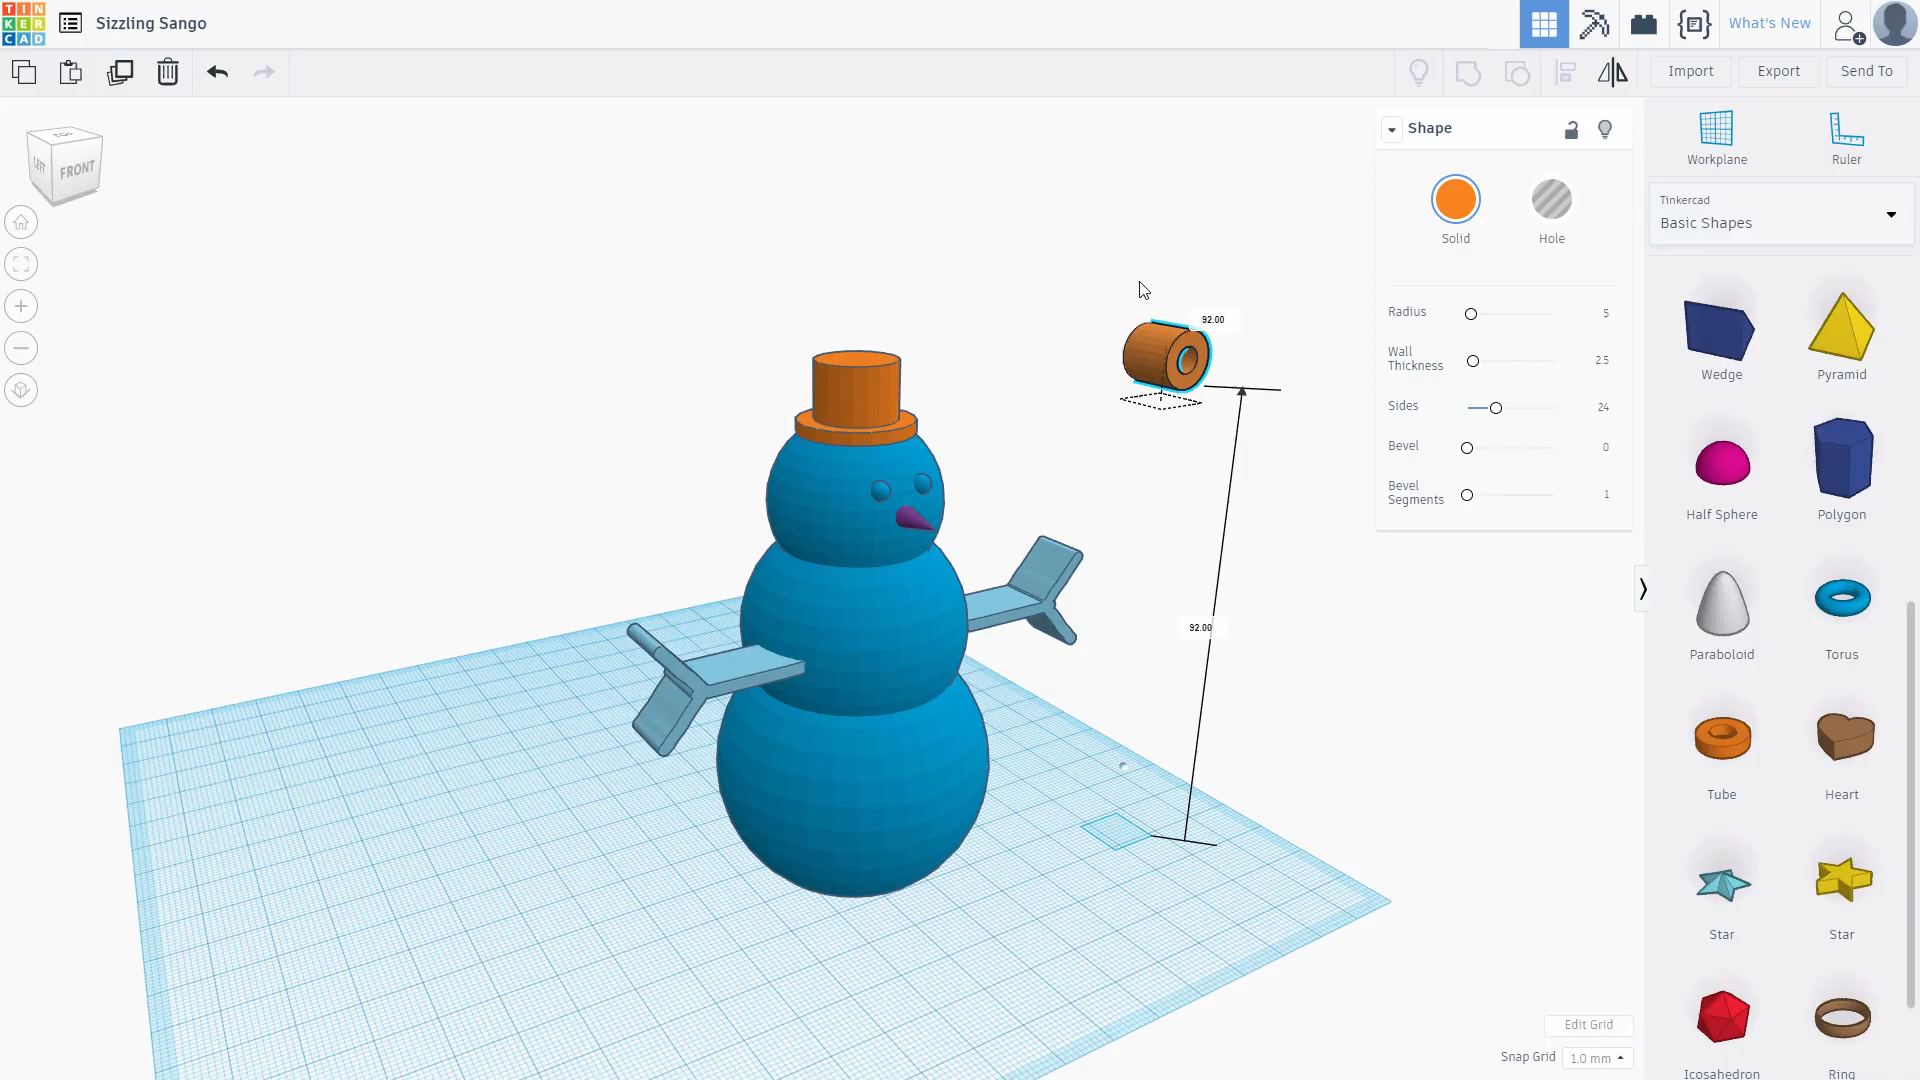 TIN
KER
CAD
Sizzling Sango
What's New
Import
Export
Send To
TOP
LEFT
FRONT
Shape
Solid
Hole
Radius
5
Wall
Thickness
2.5
Sides
24
Bevel
0
Bevel
Segments
1
92.00
92.00
Workplane
Ruler
Tinkercad
Basic Shapes
Wedge
Pyramid
Half Sphere
Polygon
Paraboloid
Torus
Tube
Heart
Star
Star
Icosahedron
Ring
Edit Grid
Snap Grid
1.0 mm